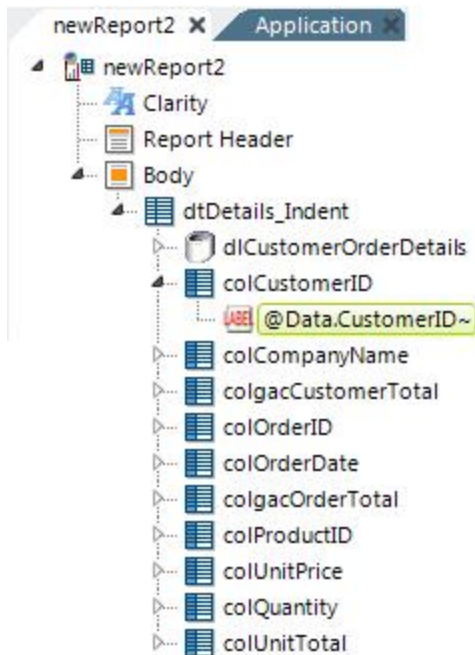 newReport2 Application
newReport2
Clarity
Report Header
Body
dtDetails_Indent
dlCustomerOrderDetails
colCustomerID
LABEL @Data.CustomerID~
colCompanyName
colgacCustomerTotal
colOrderID
colOrderDate
colgacOrderTotal
colProductID
colUnitPrice
colQuantity
colUnitTotal